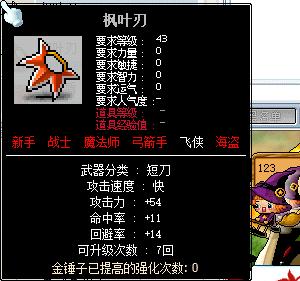 枫叶刃
要求等级： 43
要求力量： 0
要求敏捷： 0
要求智力： 0
要求运气： 0
要求人气度： -
道具等级： -
道具经验值： -
新手 战士 魔法师 弓箭手 飞侠 海盗
武器分类 : 短刀
攻击速度 : 快
攻击力 : +54
命中率 : +11
回避率 : +14
可升级次数 : 7回
金锤子已提高的强化次数: 0
123